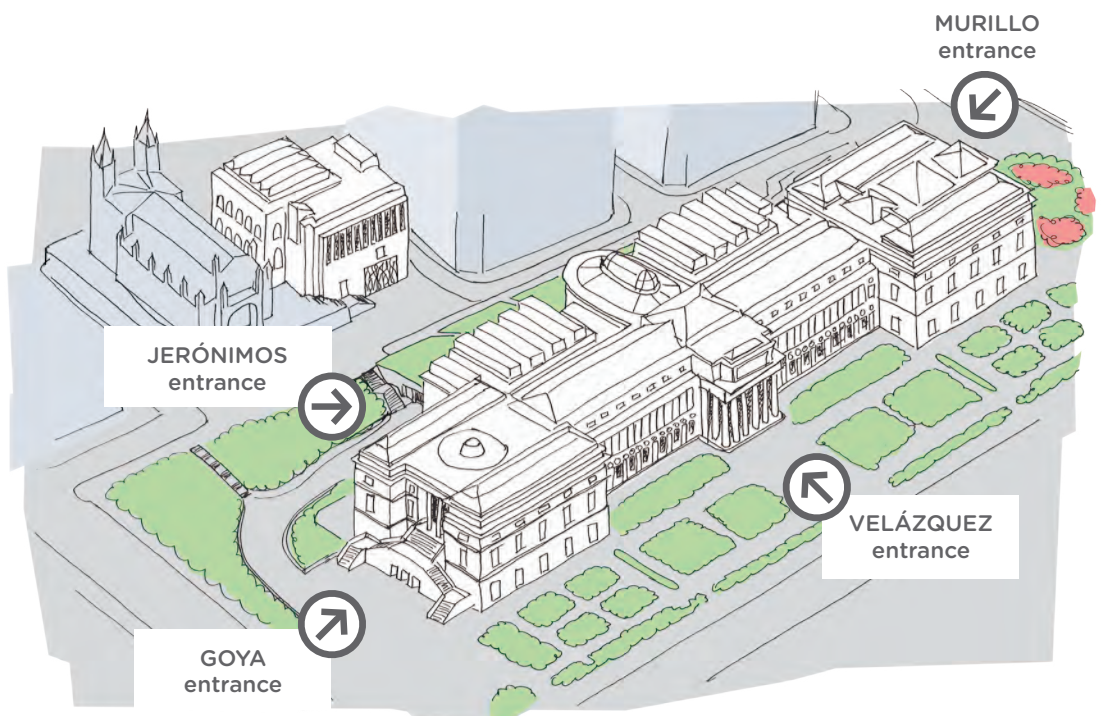 MURILLO
entrance
JERÓNIMOS
entrance
VELÁZQUEZ
entrance
GOYA
entrance